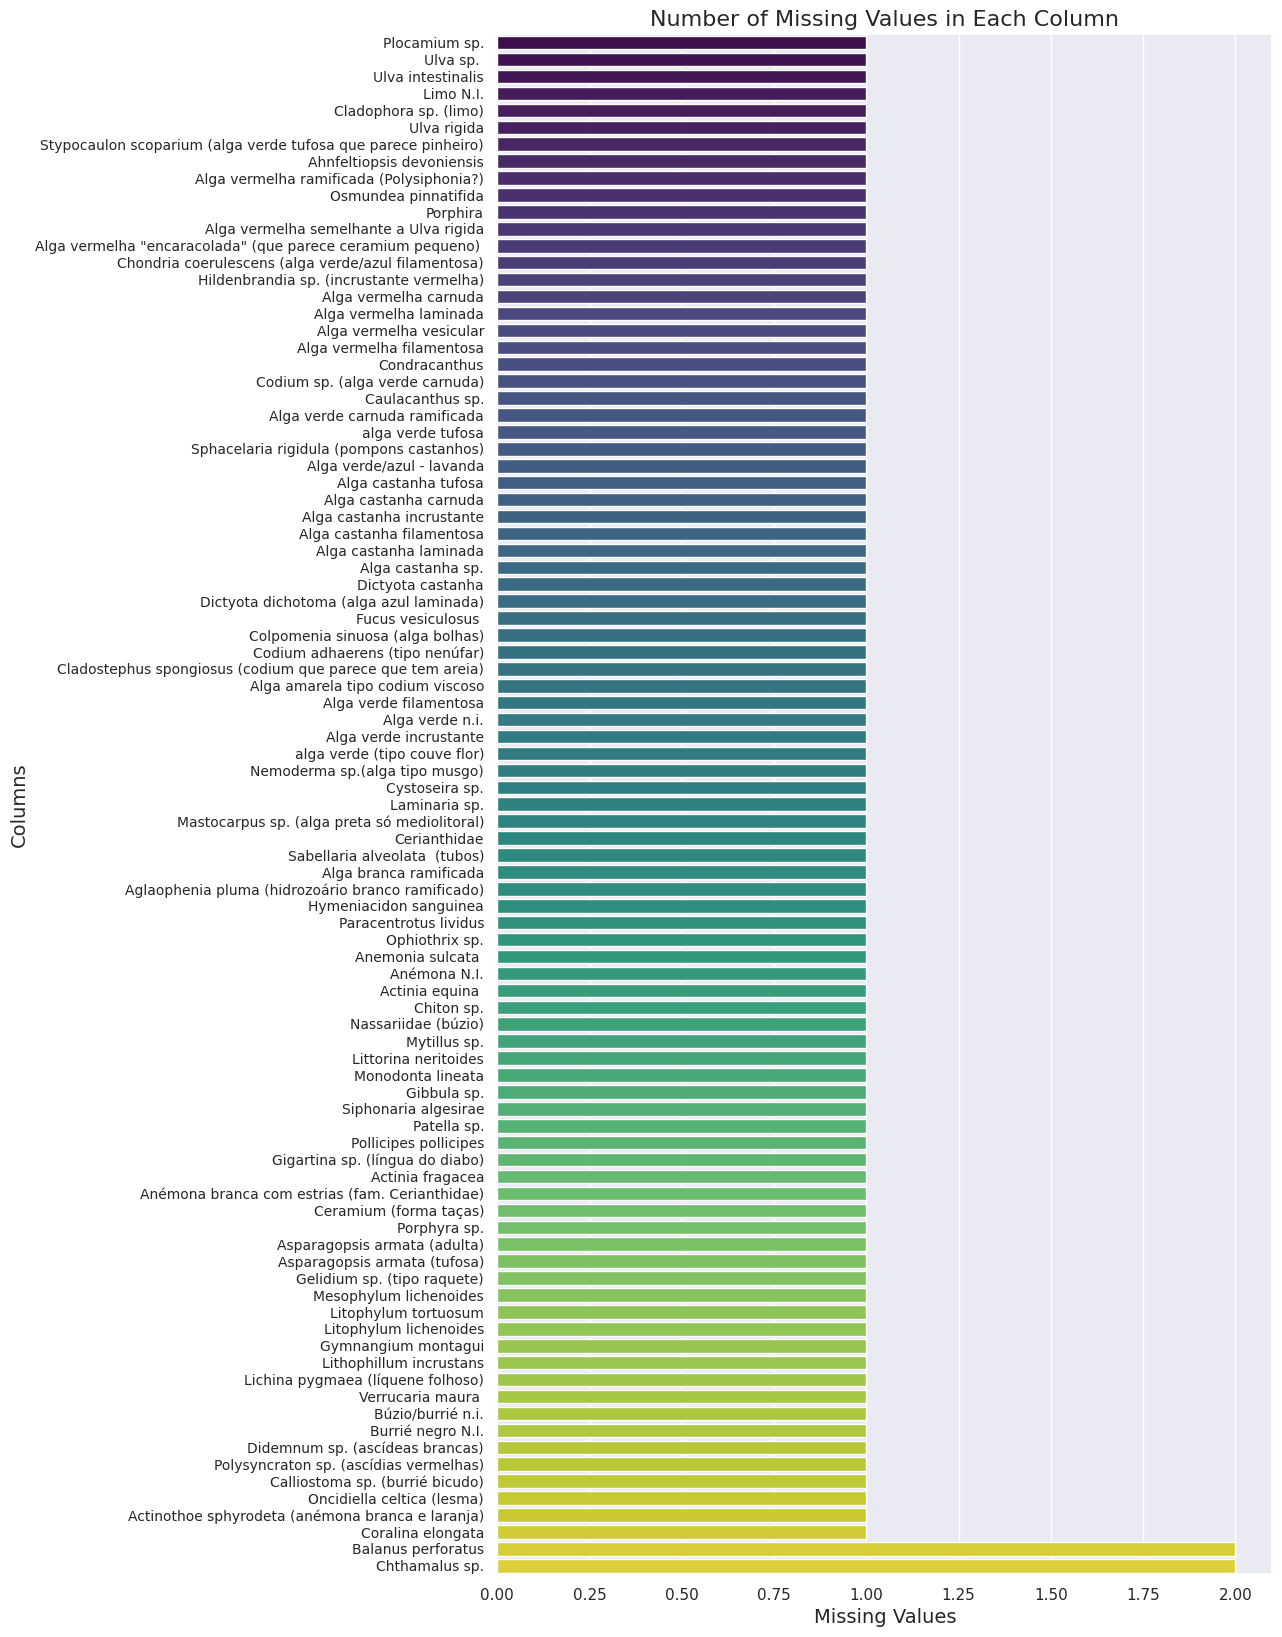 Number of Missing Values in Each Column
Plocamium sp.
Ulva sp.
Ulva intestinalis
Limo N.I.
Cladophora sp. (limo)
Ulva rigida
Stypocaulon scoparium (alga verde tufosa que parece pinheiro)
Ahnfeltiopsis devoniensis
Alga vermelha ramificada (Polysiphonia?)
Osmundea pinnatifida
Porphira
Alga vermelha semelhante a Ulva rigida
Alga vermelha "encaracolada" (que parece ceramium pequeno)
Chondria coerulescens (alga verde/azul filamentosa)
Hildenbrandia sp. (incrustante vermelha)
Alga vermelha carnuda
Alga vermelha laminada
Alga vermelha vesicular
Alga vermelha filamentosa
Condracanthus
Codium sp. (alga verde carnuda)
Caulacanthus sp.
Alga verde carnuda ramificada
alga verde tufosa
Sphacelaria rigidula (pompons castanhos)
Alga verde/azul - lavanda
Alga castanha tufosa
Alga castanha carnuda
Alga castanha incrustante
Alga castanha filamentosa
Alga castanha laminada
Alga castanha sp.
Dictyota castanha
Dictyota dichotoma (alga azul laminada)
Fucus vesiculosus
Colpomenia sinuosa (alga bolhas)
Codium adhaerens (tipo nenúfar)
Cladostephus spongiosus (codium que parece que tem areia)
Alga amarela tipo codium viscoso
Alga verde filamentosa
Alga verde n.i.
Alga verde incrustante
alga verde (tipo couve flor)
Nemoderma sp.(alga tipo musgo)
Cystoseira sp.
Laminaria sp.
Mastocarpus sp. (alga preta só mediolitoral)
Cerianthidae
Sabellaria alveolata  (tubos)
Alga branca ramificada
Aglaophenia pluma (hidrozoário branco ramificado)
Hymeniacidon sanguinea
Paracentrotus lividus
Ophiothrix sp.
Anemonia sulcata
Anémona N.I.
Actinia equina
Chiton sp.
Nassariidae (búzio)
Mytillus sp.
Littorina neritoides
Monodonta lineata
Gibbula sp.
Siphonaria algesirae
Patella sp.
Pollicipes pollicipes
Gigartina sp. (língua do diabo)
Actinia fragacea
Anémona branca com estrias (fam. Cerianthidae)
Ceramium (forma taças)
Porphyra sp.
Asparagopsis armata (adulta)
Asparagopsis armata (tufosa)
Gelidium sp. (tipo raquete)
Mesophylum lichenoides
Litophylum tortuosum
Litophylum lichenoides
Gymnangium montagui
Lithophillum incrustans
Lichina pygmaea (líquene folhoso)
Verrucaria maura
Búzio/burrié n.i.
Burrié negro N.I.
Didemnum sp. (ascídeas brancas)
Polysyncraton sp. (ascídias vermelhas)
Calliostoma sp. (burrié bicudo)
Oncidiella celtica (lesma)
Actinothoe sphyrodeta (anémona branca e laranja)
Coralina elongata
Balanus perforatus
Chthamalus sp.
Columns
0.00 0.25 0.50 0.75 1.00 1.25 1.50 1.75 2.00
Missing Values